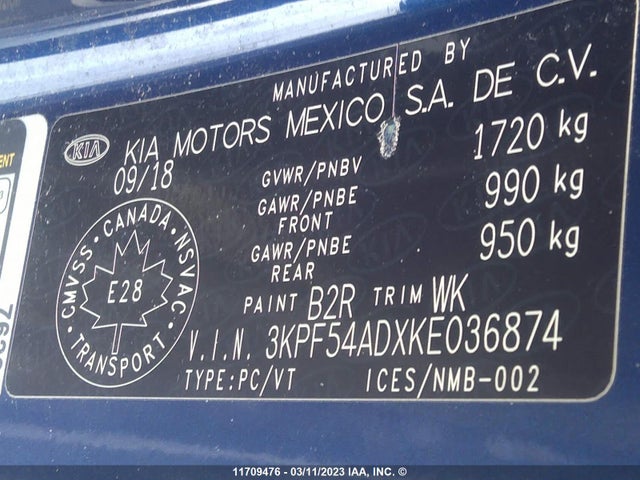 MANUFACTURED BY
KIA KIA MOTORS MEXICO S.A. DE C.V.
09/18 GVWR/PNBV 1720 kg
GAWR/PNBE FRONT 990 kg
GAWR/PNBE REAR 950 kg
CMVSS · CANADA · NSVAC · TRANSPORT ·
E28
PAINT B2R TRIM WK
V.I.N. 3KPF54ADXKE036874
TYPE:PC/VT ICES/NMB-002
11709476 - 03/11/2023 IAA, INC. ©